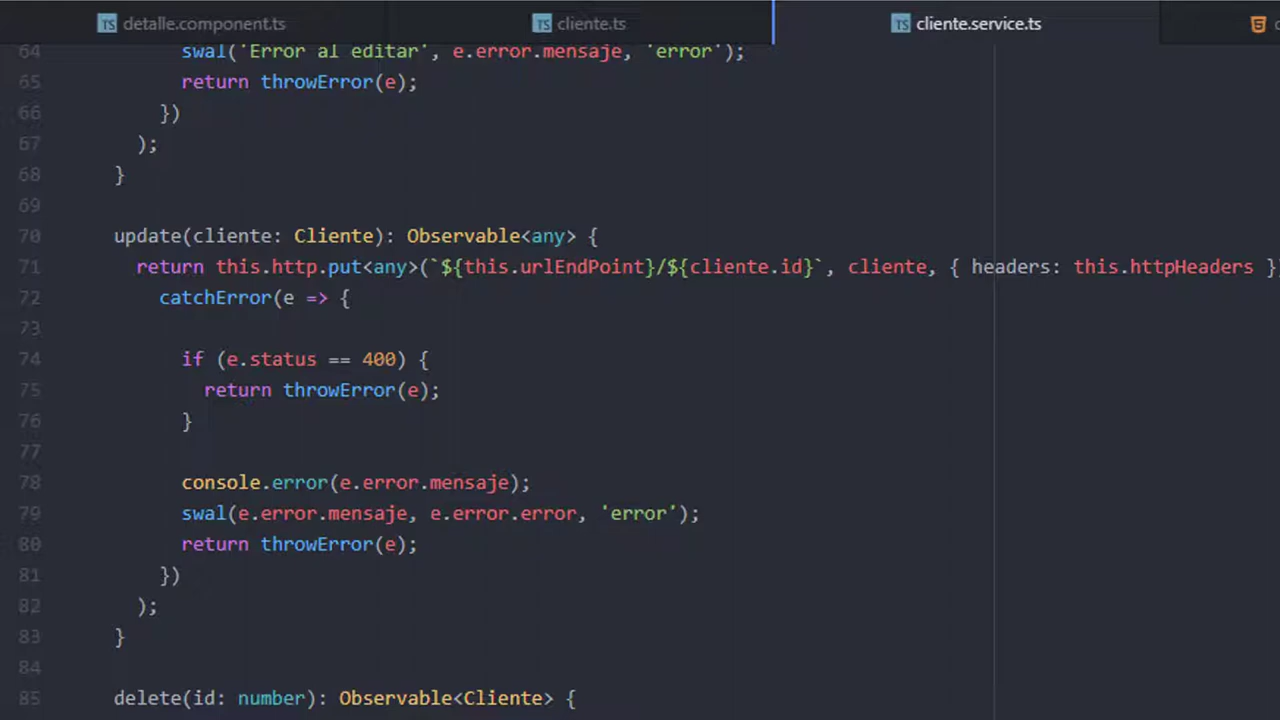 detalle.component.ts
cliente.ts
cliente.service.ts
64 swal('Error al editar', e.error.mensaje, 'error');
65 return throwError(e);
66 })
67 );
68 }
69
70 update(cliente: Cliente): Observable<any> {
71 return this.http.put<any>(`${this.urlEndPoint}/${cliente.id}`, cliente, { headers: this.httpHeaders }
72 catchError(e => {
73
74 if (e.status == 400) {
75 return throwError(e);
76 }
77
78 console.error(e.error.mensaje);
79 swal(e.error.mensaje, e.error.error, 'error');
80 return throwError(e);
81 })
82 );
83 }
84
85 delete(id: number): Observable<Cliente> {